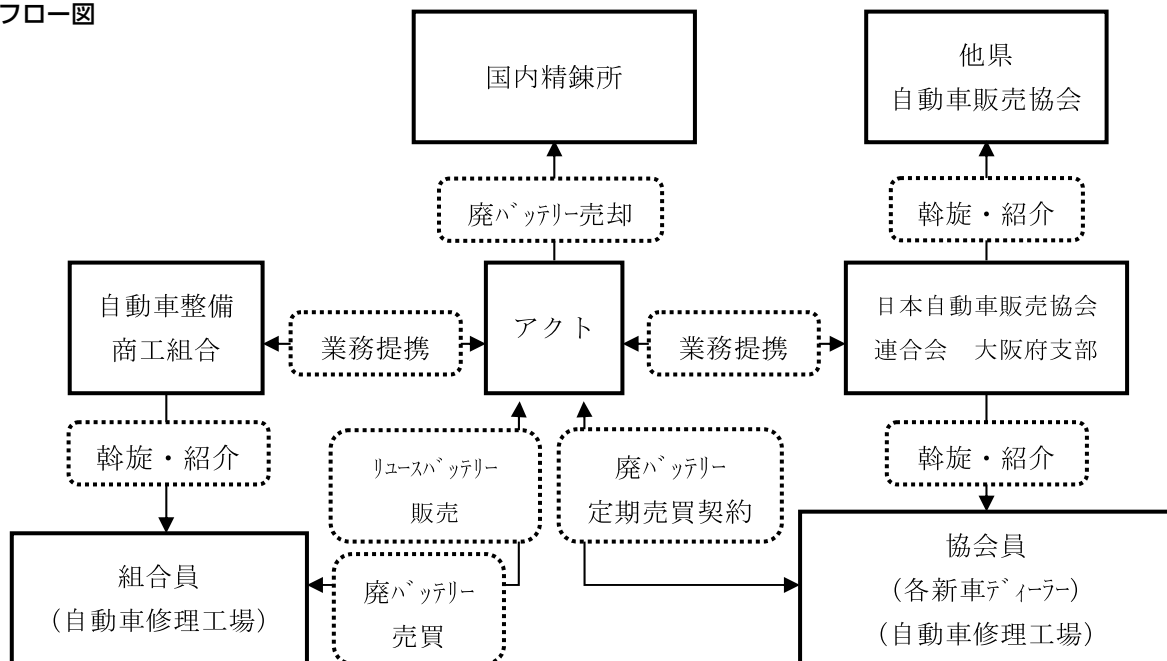 フロー図
国内精錬所
他県
自動車販売協会
廃ﾊﾞｯﾃﾘｰ売却
斡旋・紹介
自動車整備
商工組合
業務提携
アクト
業務提携
日本自動車販売協会
連合会　大阪府支部
斡旋・紹介
ﾘﾕｰｽﾊﾞｯﾃﾘｰ
販売
廃ﾊﾞｯﾃﾘｰ
定期売買契約
斡旋・紹介
組合員
(自動車修理工場)
廃ﾊﾞｯﾃﾘｰ
売買
協会員
(各新車ﾃﾞｨｰﾗｰ)
(自動車修理工場)